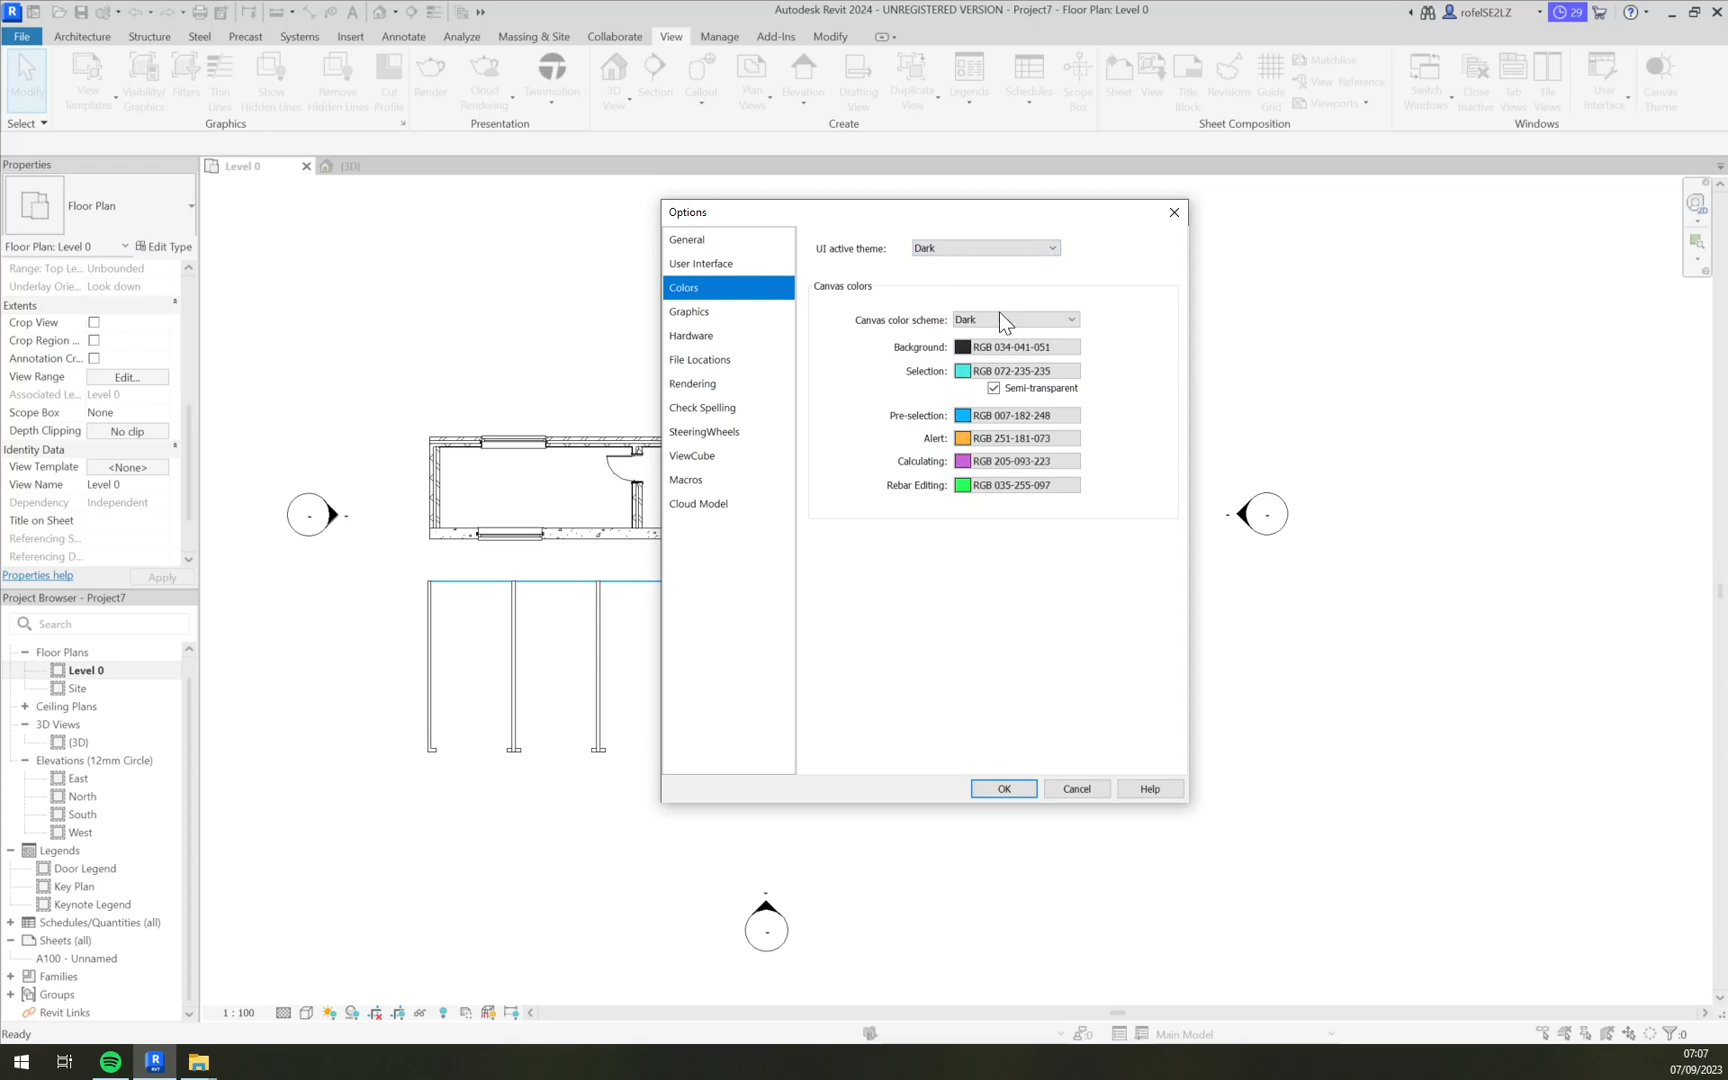 Autodesk Revit 2024 - UNREGISTERED VERSION - Project7 - Floor Plan: Level 0
rofelSE2LZ
29
File Architecture Structure Steel Precast Systems Insert Annotate Analyze Massing & Site Collaborate View Manage Add-Ins Modify
Modify
View Templates
Visibility/ Graphics
Filters
Thin Lines
Show Hidden Lines
Remove Hidden Lines
Cut Profile
Render
Cloud Rendering
Twinmotion
3D View
Section
Callout
Plan Views
Elevation
Drafting View
Duplicate View
Legends
Schedules
Scope Box
Sheet
View
Title Block
Revisions
Guide Grid
Matchline
View Reference
Viewports
Switch Windows
Close Inactive
Tab Views
Tile Views
User Interface
Canvas Theme
Select
Graphics
Presentation
Create
Sheet Composition
Windows
Properties
Level 0
{3D}
Floor Plan
Floor Plan: Level 0
Edit Type
Range: Top Le... Unbounded
Underlay Orie... Look down
Extents
Crop View
Crop Region ...
Annotation Cr...
View Range Edit...
Associated Le... Level 0
Scope Box None
Depth Clipping No clip
Identity Data
View Template <None>
View Name Level 0
Dependency Independent
Title on Sheet
Referencing S...
Referencing D...
Properties help
Apply
Project Browser - Project7
Search
Floor Plans
Level 0
Site
Ceiling Plans
3D Views
{3D}
Elevations (12mm Circle)
East
North
South
West
Legends
Door Legend
Key Plan
Keynote Legend
Schedules/Quantities (all)
Sheets (all)
A100 - Unnamed
Families
Groups
Revit Links
Options
General
User Interface
Colors
Graphics
Hardware
File Locations
Rendering
Check Spelling
SteeringWheels
ViewCube
Macros
Cloud Model
UI active theme: Dark
Canvas colors
Canvas color scheme: Dark
Background: RGB 034-041-051
Selection: RGB 072-235-235
Semi-transparent
Pre-selection: RGB 007-182-248
Alert: RGB 251-181-073
Calculating: RGB 205-093-223
Rebar Editing: RGB 035-255-097
OK
Cancel
Help
1 : 100
Ready
:0
Main Model
:0
07:07
07/09/2023